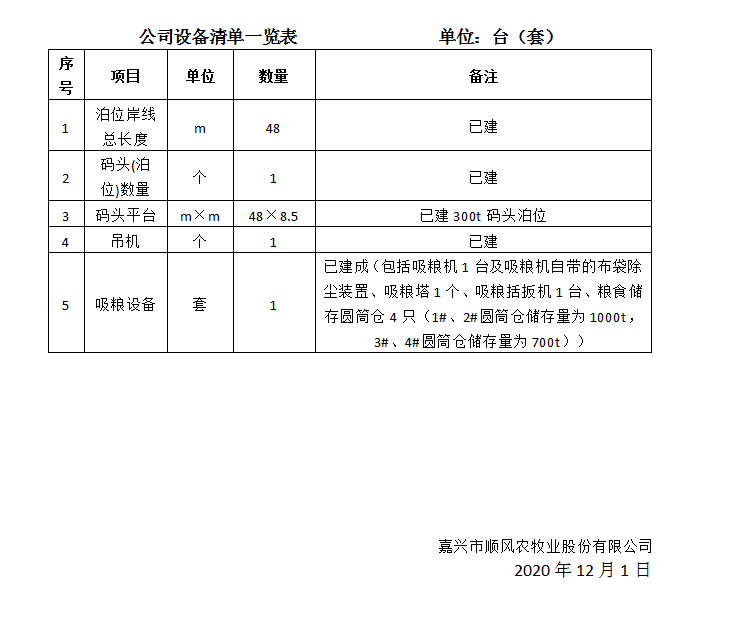 公司设备清单一览表 单位：台（套）
序号 项目 单位 数量 备注
1 泊位岸线总长度 m 48 已建
2 码头(泊位)数量 个 1 已建
3 码头平台 m×m 48×8.5 已建 300t 码头泊位
4 吊机 个 1 已建
5 吸粮设备 套 1 已建成（包括吸粮机 1 台及吸粮机自带的布袋除
尘装置、吸粮塔 1 个、吸粮括扳机 1 台、粮食储
存圆筒仓 4 只（1#、2#圆筒仓储存量为 1000t，
3#、4#圆筒仓储存量为 700t））
嘉兴市顺风农牧业股份有限公司
2020 年 12 月 1 日